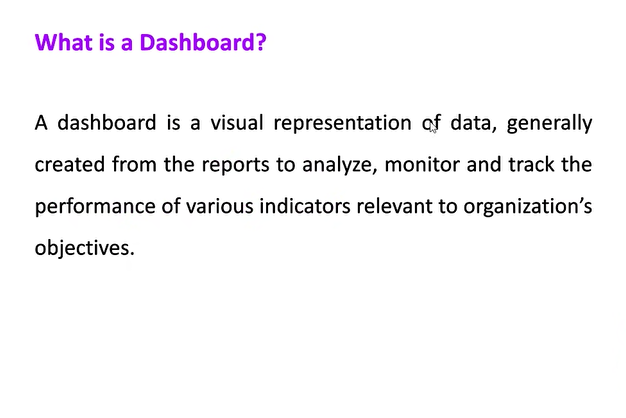 What is a Dashboard?
A dashboard is a visual representation of data, generally
created from the reports to analyze, monitor and track the
performance of various indicators relevant to organization’s
objectives.